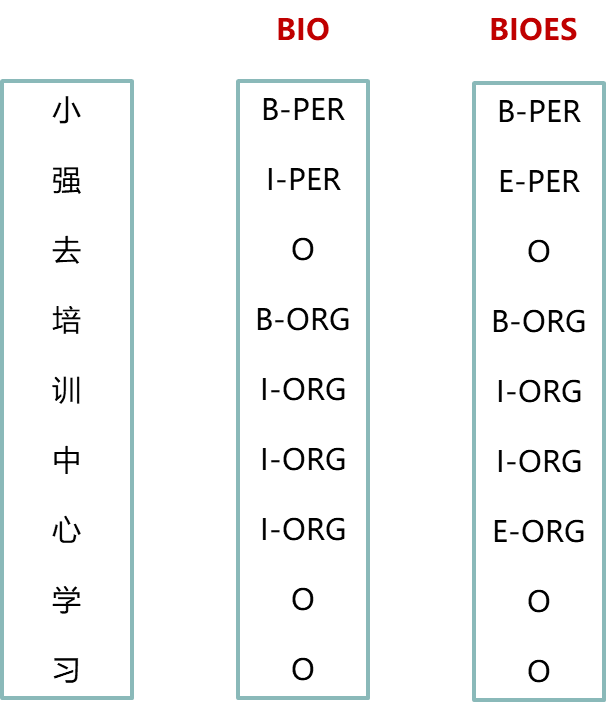 BIO BIOES
小 B-PER B-PER
强 I-PER E-PER
去 O O
培 B-ORG B-ORG
训 I-ORG I-ORG
中 I-ORG I-ORG
心 I-ORG E-ORG
学 O O
习 O O